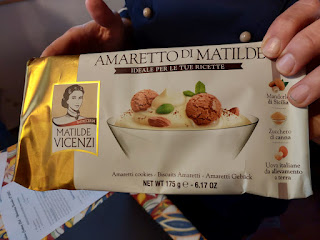 AMARETTO DI MATILDE
IDEALE PER LE TUE RICETTE
MATILDE
VICENZI
Mandorle
di Sicilia
Zucchero
di canna
Uova italiane
da allevamento
a terra
Amaretti cookies - Biscuits Amaretti - Amaretti Gebäck
NET WT 175 g e - 6.17 OZ